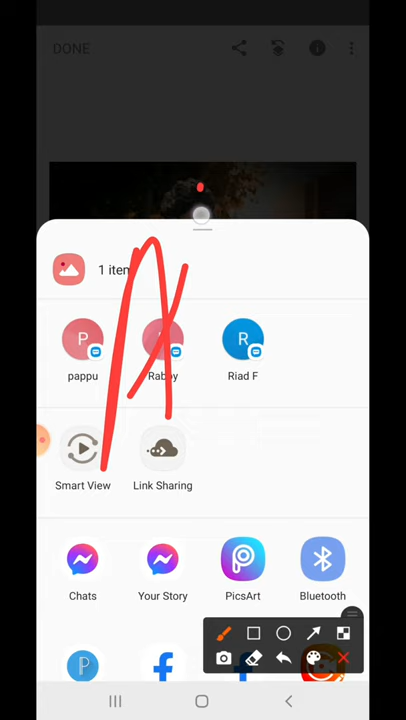 DONE
1 item
P
R
pappu
Rabby
Riad F
Smart View
Link Sharing
Chats
Your Story
PicsArt
Bluetooth